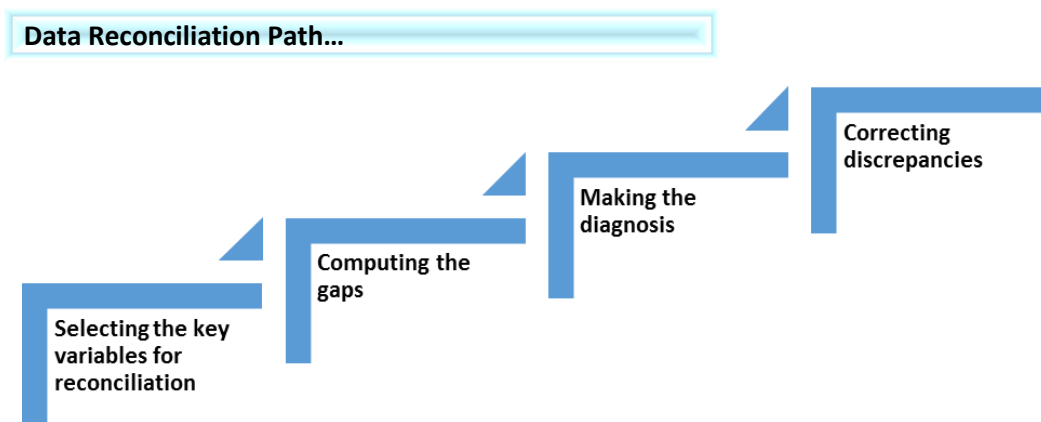 Data Reconciliation Path…
Selecting the key
variables for
reconciliation
Computing the
gaps
Making the
diagnosis
Correcting
discrepancies